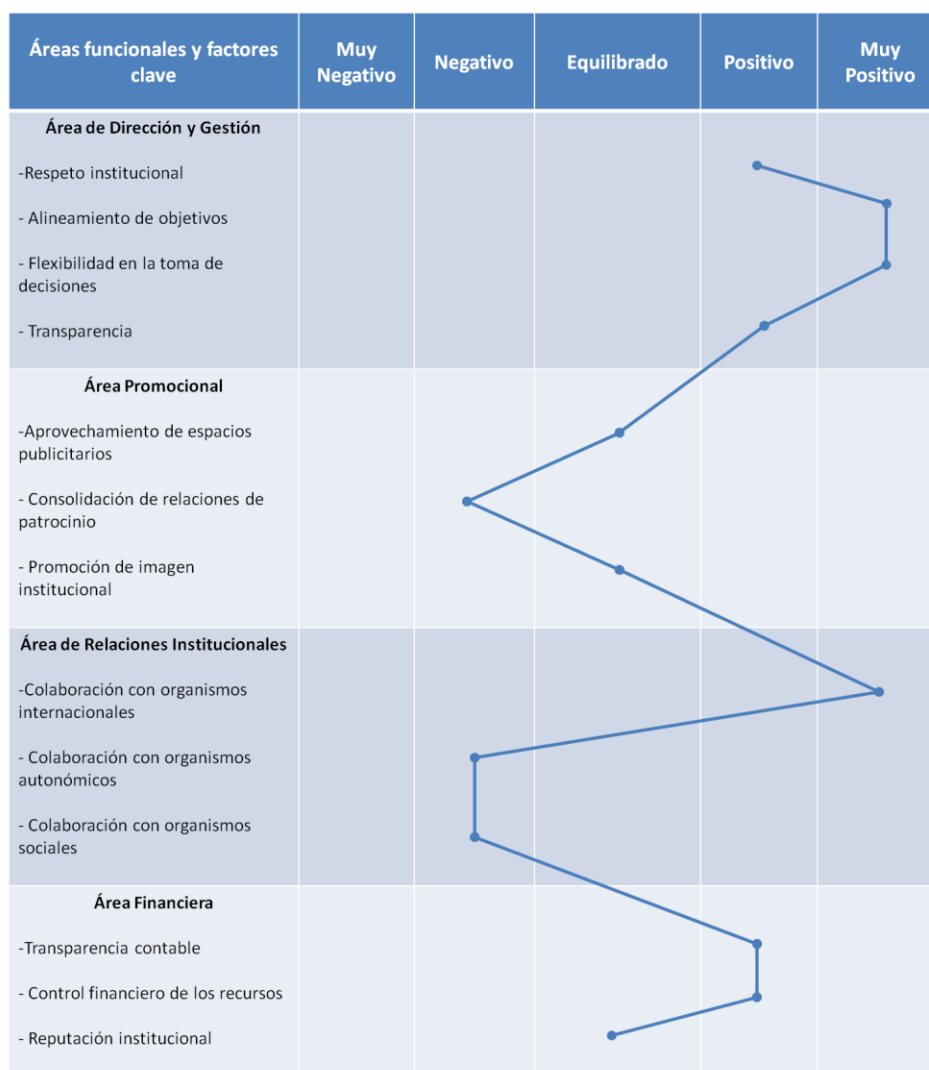 Áreas funcionales y factores
clave
Muy
Negativo
Negativo
Equilibrado
Positivo
Muy
Positivo
Área de Dirección y Gestión
-Respeto institucional
- Alineamiento de objetivos
- Flexibilidad en la toma de
decisiones
- Transparencia
Área Promocional
-Aprovechamiento de espacios
publicitarios
- Consolidación de relaciones de
patrocinio
- Promoción de imagen
institucional
Área de Relaciones Institucionales
-Colaboración con organismos
internacionales
- Colaboración con organismos
autonómicos
- Colaboración con organismos
sociales
Área Financiera
-Transparencia contable
- Control financiero de los recursos
- Reputación institucional